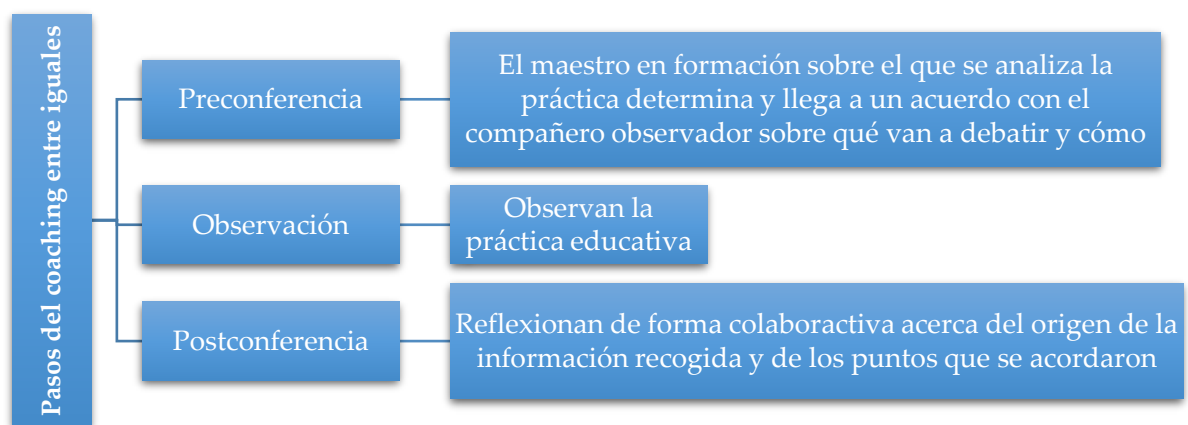 Pasos del coaching entre iguales
Preconferencia
El maestro en formación sobre el que se analiza la
práctica determina y llega a un acuerdo con el
compañero observador sobre qué van a debatir y cómo
Observación
Observan la
práctica educativa
Postconferencia
Reflexionan de forma colaboractiva acerca del origen de la
información recogida y de los puntos que se acordaron